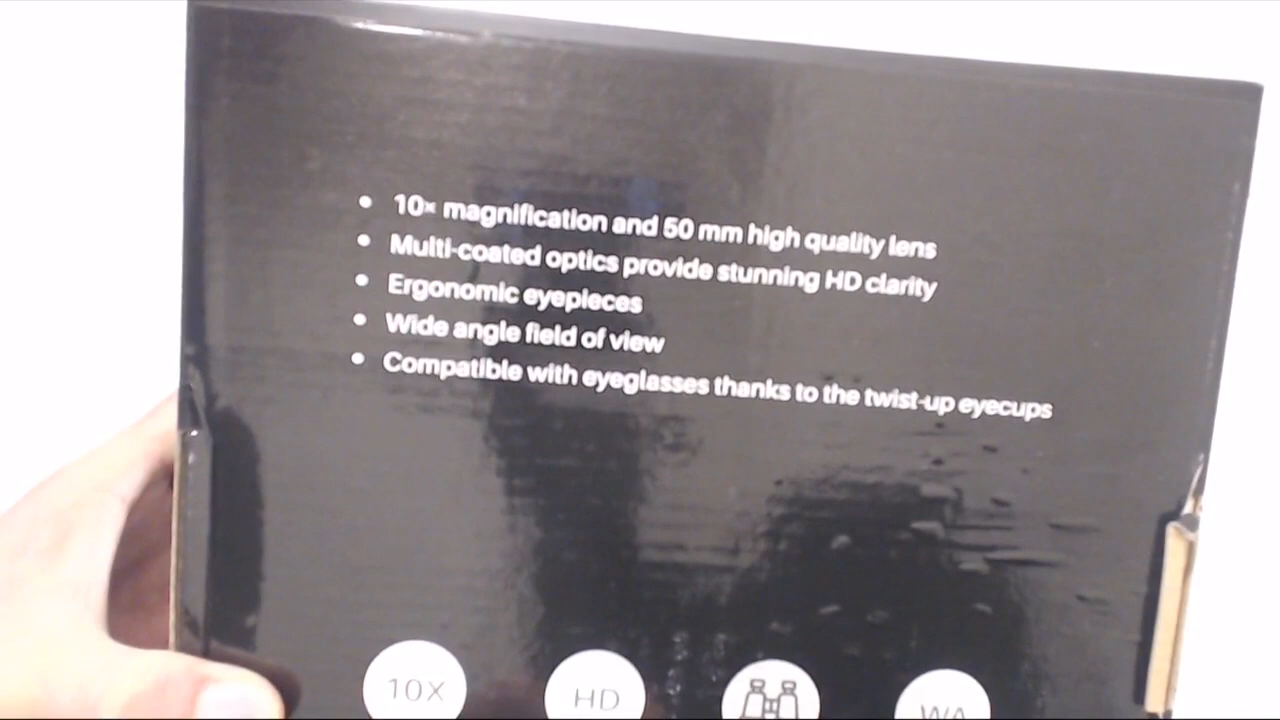 • 10× magnification and 50 mm high quality lens
• Multi-coated optics provide stunning HD clarity
• Ergonomic eyepieces
• Wide angle field of view
• Compatible with eyeglasses thanks to the twist-up eyecups
10X HD WA